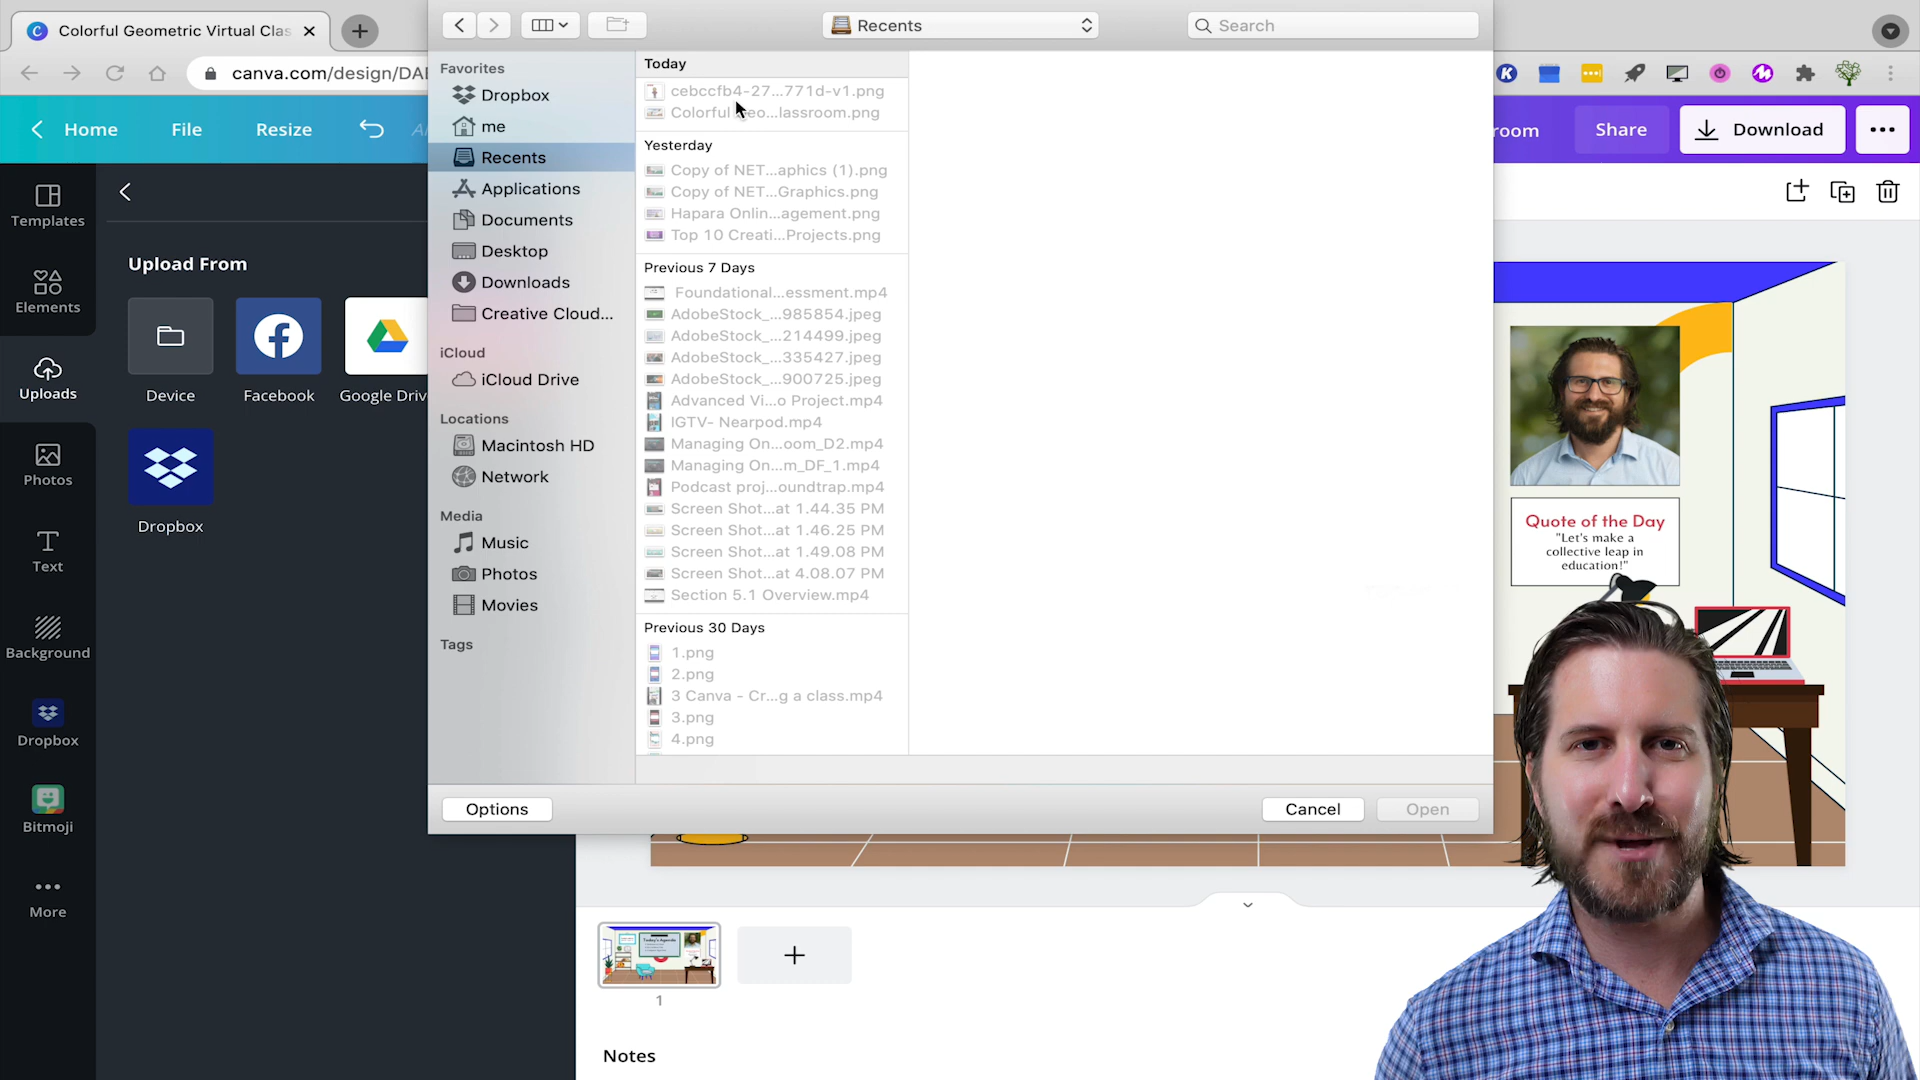 Colorful Geometric Virtual Clas
canva.com/design/DAE
Home
File
Resize
room
Share
Download
Templates
Elements
Uploads
Photos
Text
Background
Dropbox
Bitmoji
More
Upload From
Device
Facebook
Google Driv
Dropbox
Recents
Search
Favorites
Dropbox
me
Recents
Applications
Documents
Desktop
Downloads
Creative Cloud...
iCloud
iCloud Drive
Locations
Macintosh HD
Network
Media
Music
Photos
Movies
Tags
Today
cebccfb4-27...771d-v1.png
Colorful Geo...lassroom.png
Yesterday
Copy of NET...aphics (1).png
Copy of NET...Graphics.png
Hapara Onlin...agement.png
Top 10 Creati...Projects.png
Previous 7 Days
Foundational...essment.mp4
AdobeStock_...985854.jpeg
AdobeStock_...214499.jpeg
AdobeStock_...335427.jpeg
AdobeStock_...900725.jpeg
Advanced Vi...o Project.mp4
IGTV- Nearpod.mp4
Managing On...oom_D2.mp4
Managing On...m_DF_1.mp4
Podcast proj...oundtrap.mp4
Screen Shot...at 1.44.35 PM
Screen Shot...at 1.46.25 PM
Screen Shot...at 1.49.08 PM
Screen Shot...at 4.08.07 PM
Section 5.1 Overview.mp4
Previous 30 Days
1.png
2.png
3 Canva - Cr...g a class.mp4
3.png
4.png
Options
Cancel
Open
Quote of the Day
"Let's make a
collective leap in
education!"
Today's Agenda
1
Notes